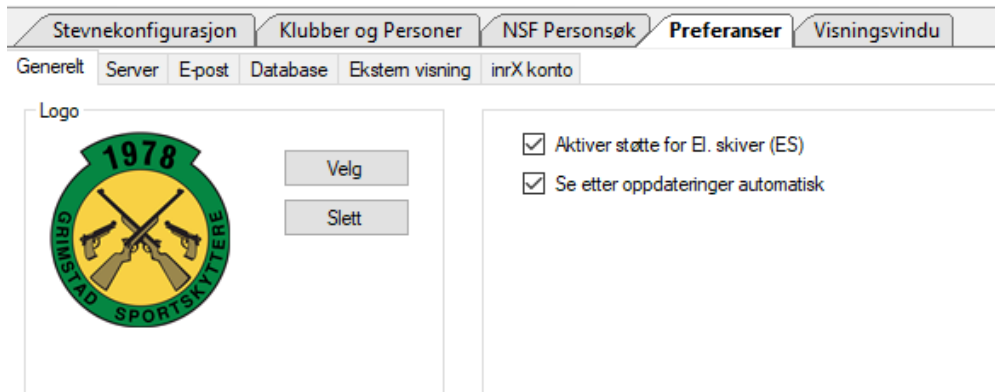 Stevnekonfigurasjon Klubber og Personer NSF Personsøk Preferanser Visningsvindu
Generelt Server E-post Database Ekstern visning inrX konto
Logo
1978
GRIMSTAD SPORTSKYTTERE
Velg
Slett
Aktiver støtte for El. skiver (ES)
Se etter oppdateringer automatisk